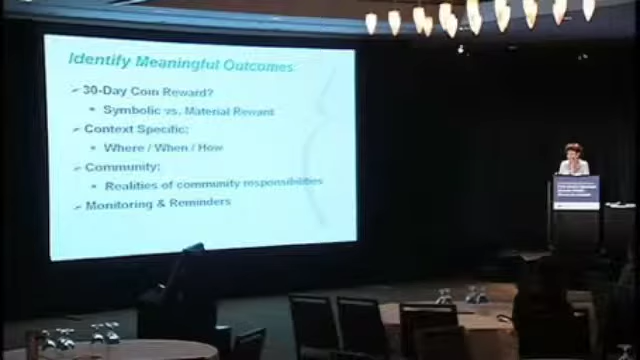 Identify Meaningful Outcomes
30-Day Coin Reward?
Symbolic vs. Material Reward
Context Specific:
Where / When / How
Community:
Realities of community responsibilities
Monitoring & Reminders